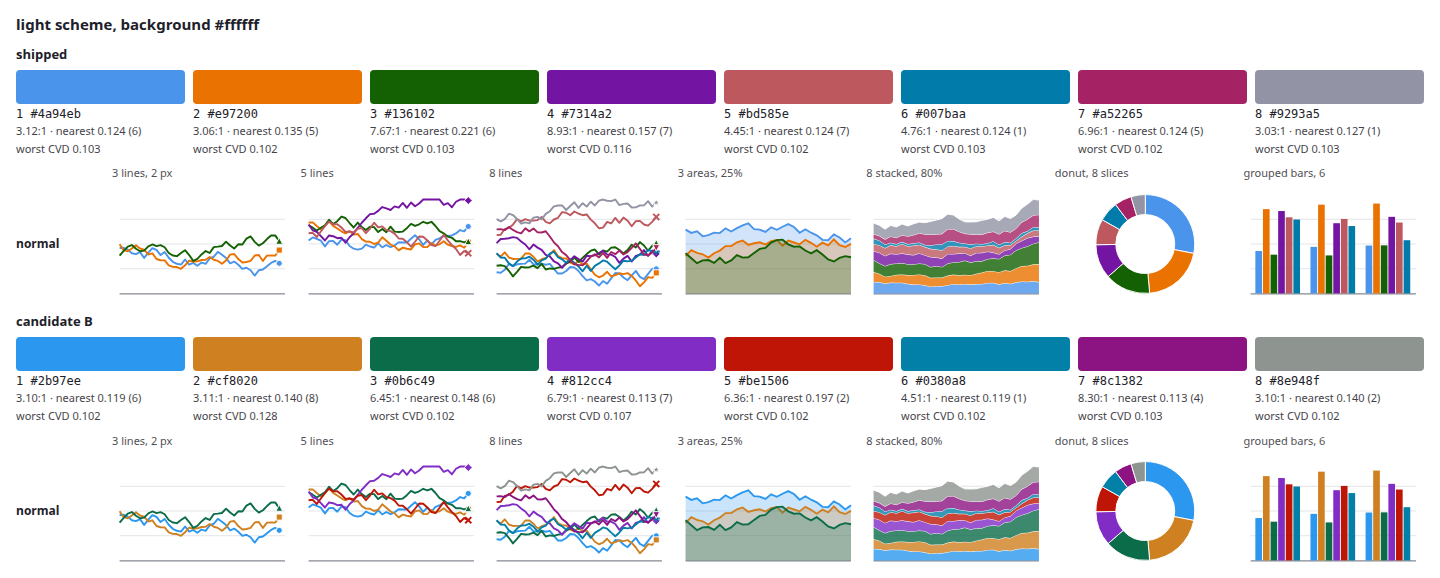 light scheme, background #ffffff
shipped
1 #4a94eb 2 #e97200 3 #136102 4 #7314a2 5 #bd585e 6 #007baa 7 #a52265 8 #9293a5
3.12:1 · nearest 0.124 (6) 3.06:1 · nearest 0.135 (5) 7.67:1 · nearest 0.221 (6) 8.93:1 · nearest 0.157 (7) 4.45:1 · nearest 0.124 (7) 4.76:1 · nearest 0.124 (1) 6.96:1 · nearest 0.124 (5) 3.03:1 · nearest 0.127 (1)
worst CVD 0.103 worst CVD 0.102 worst CVD 0.103 worst CVD 0.116 worst CVD 0.102 worst CVD 0.103 worst CVD 0.102 worst CVD 0.103
3 lines, 2 px 5 lines 8 lines 3 areas, 25% 8 stacked, 80% donut, 8 slices grouped bars, 6
normal
candidate B
1 #2b97ee 2 #cf8020 3 #0b6c49 4 #812cc4 5 #be1506 6 #0380a8 7 #8c1382 8 #8e948f
3.10:1 · nearest 0.119 (6) 3.11:1 · nearest 0.140 (8) 6.45:1 · nearest 0.148 (6) 6.79:1 · nearest 0.113 (7) 6.36:1 · nearest 0.197 (2) 4.51:1 · nearest 0.119 (1) 8.30:1 · nearest 0.113 (4) 3.10:1 · nearest 0.140 (2)
worst CVD 0.102 worst CVD 0.128 worst CVD 0.102 worst CVD 0.107 worst CVD 0.102 worst CVD 0.102 worst CVD 0.103 worst CVD 0.102
3 lines, 2 px 5 lines 8 lines 3 areas, 25% 8 stacked, 80% donut, 8 slices grouped bars, 6
normal